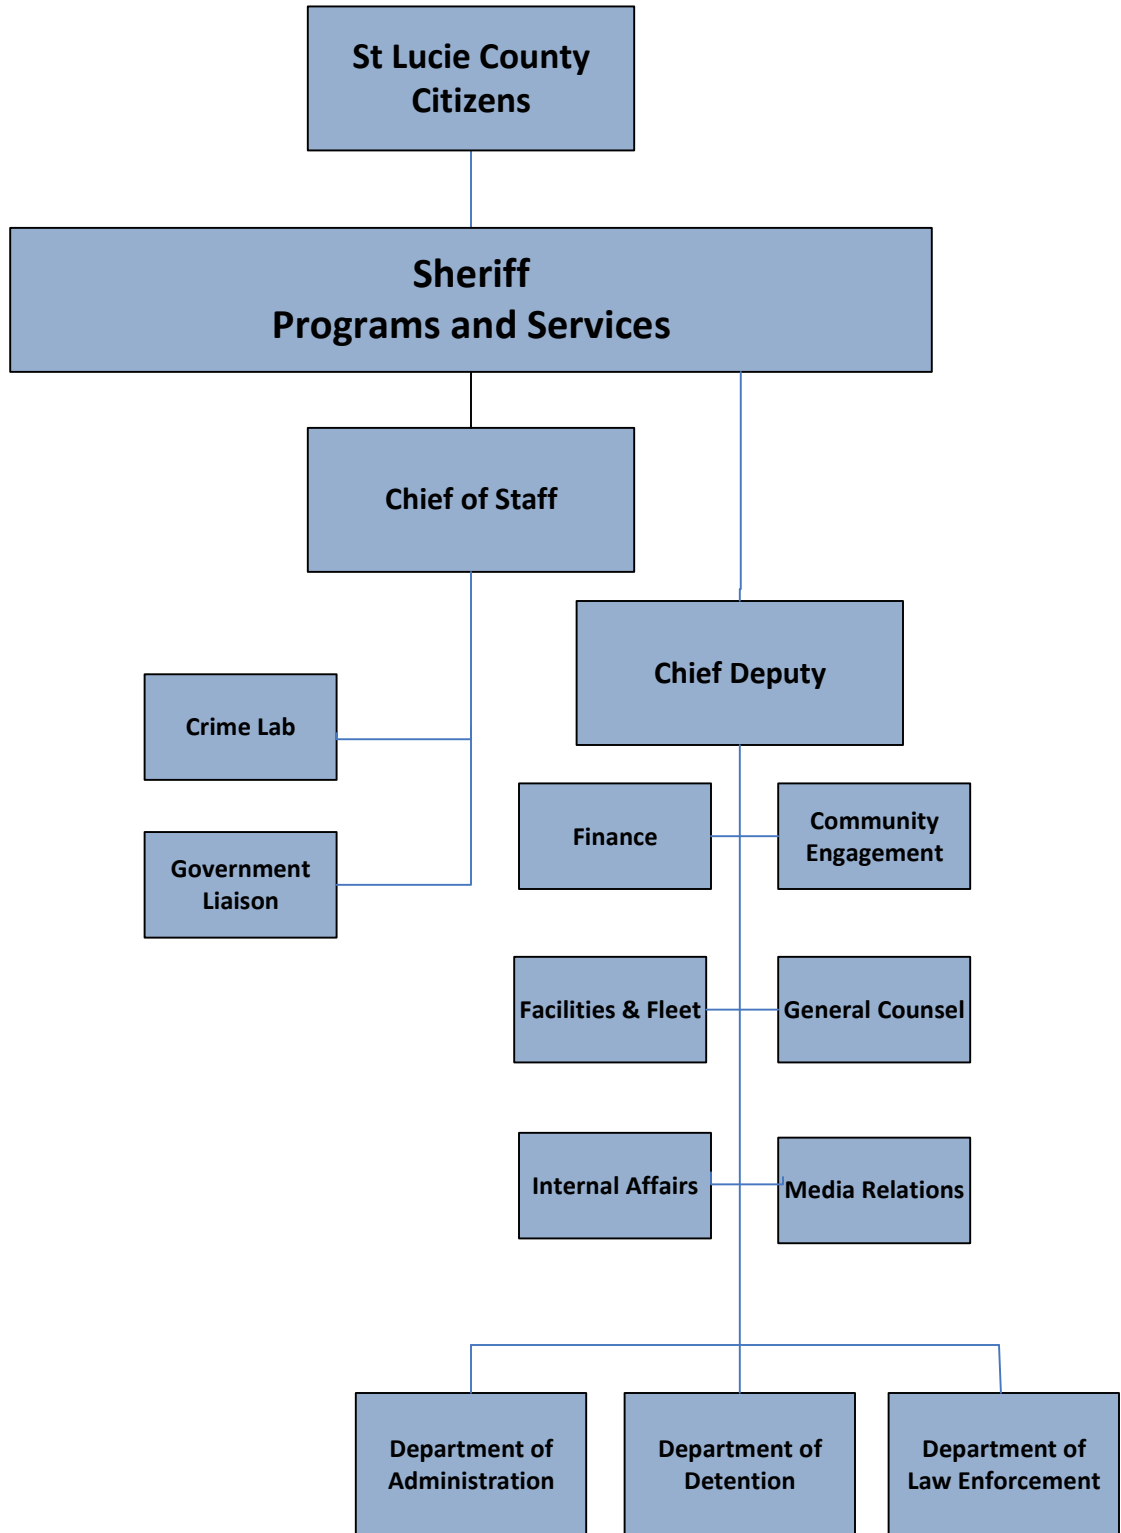 St Lucie County
Citizens
Sheriff
Programs and Services
Chief of Staff
Chief Deputy
Crime Lab
Government
Liaison
Finance
Community
Engagement
Facilities & Fleet
General Counsel
Internal Affairs
Media Relations
Department of
Administration
Department of
Detention
Department of
Law Enforcement